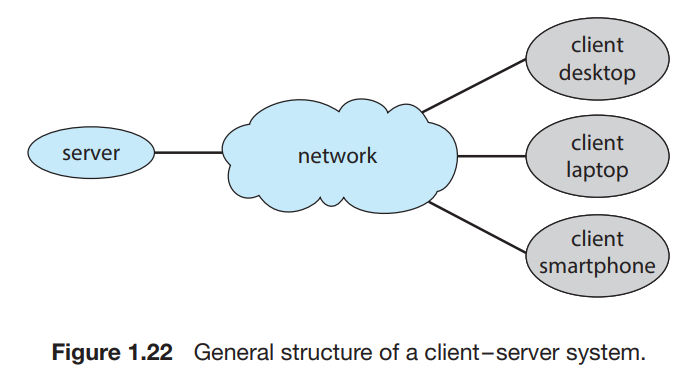 client
desktop
server
network
client
laptop
client
smartphone
Figure 1.22 General structure of a client–server system.